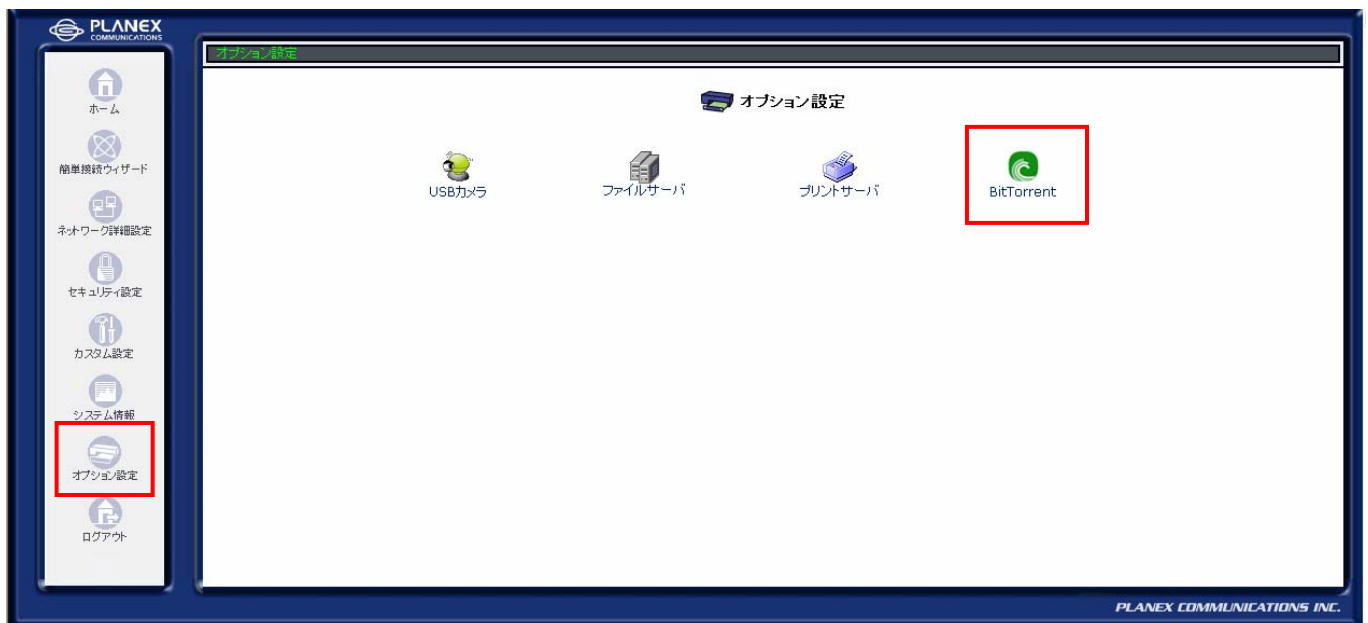 PLANEX
COMMUNICATIONS
オプション設定
ホーム
簡単接続ウィザード
ネットワーク詳細設定
セキュリティ設定
カスタム設定
システム情報
オプション設定
ログアウト
オプション設定
USBカメラ
ファイルサーバ
プリントサーバ
BitTorrent
PLANEX COMMUNICATIONS INC.